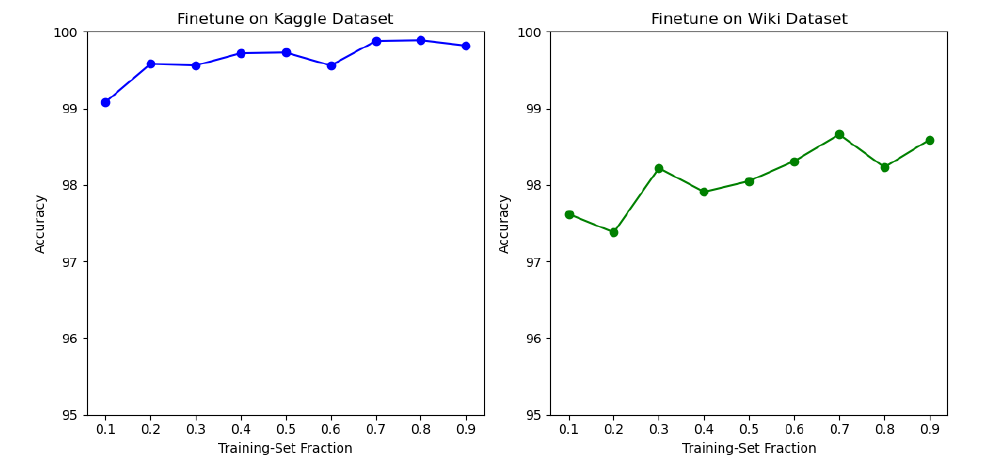 Finetune on Kaggle Dataset
100
99
98
97
96
95
Accuracy
0.1 0.2 0.3 0.4 0.5 0.6 0.7 0.8 0.9
Training-Set Fraction
Finetune on Wiki Dataset
100
99
98
97
96
95
Accuracy
0.1 0.2 0.3 0.4 0.5 0.6 0.7 0.8 0.9
Training-Set Fraction